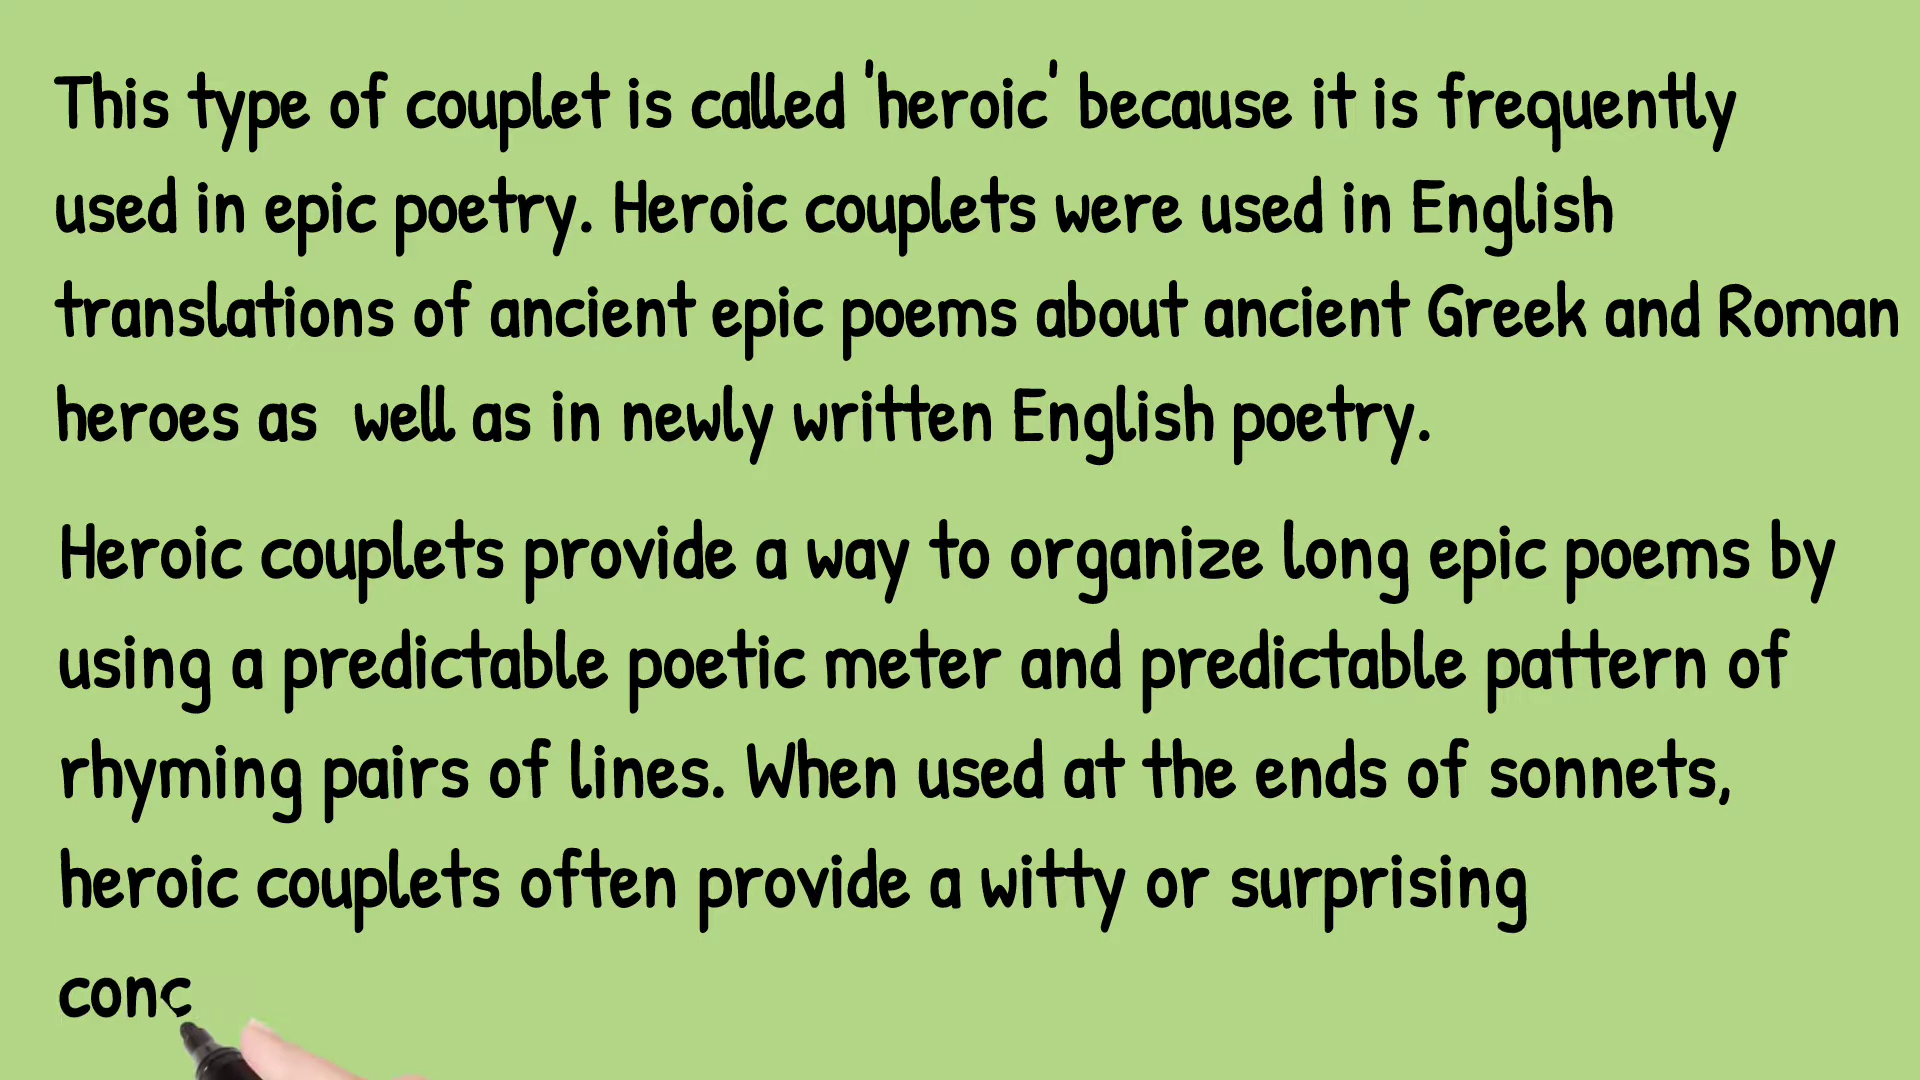 This type of couplet is called 'heroic' because it is frequently
used in epic poetry. Heroic couplets were used in English
translations of ancient epic poems about ancient Greek and Roman
heroes as  well as in newly written English poetry.
Heroic couplets provide a way to organize long epic poems by
using a predictable poetic meter and predictable pattern of
rhyming pairs of lines. When used at the ends of sonnets,
heroic couplets often provide a witty or surprising
conc